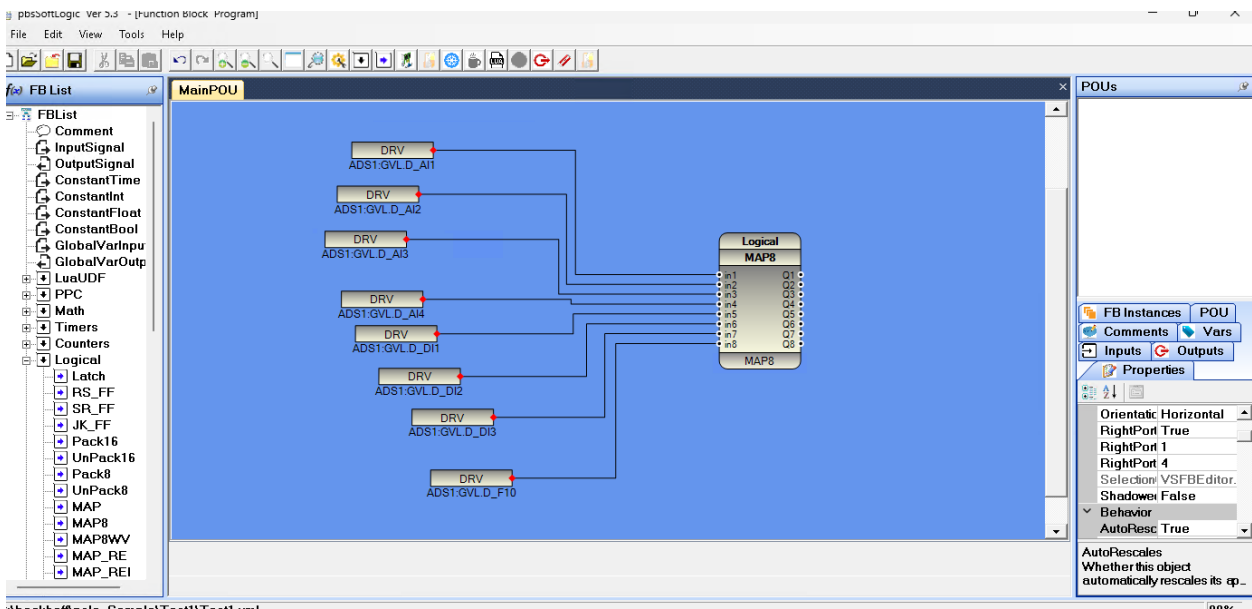 pbsSoftLogic Ver 5.3 - [Function Block Program]
File Edit View Tools Help
f(x) FB List
FBList
Comment
InputSignal
OutputSignal
ConstantTime
ConstantInt
ConstantFloat
ConstantBool
GlobalVarInpu
GlobalVarOutp
LuaUDF
PPC
Math
Timers
Counters
Logical
Latch
RS_FF
SR_FF
JK_FF
Pack16
UnPack16
Pack8
UnPack8
MAP
MAP8
MAP8WV
MAP_RE
MAP_REI
MainPOU
DRV
ADS1:GVL.D_AI1
DRV
ADS1:GVL.D_AI2
DRV
ADS1:GVL.D_AI3
DRV
ADS1:GVL.D_AI4
DRV
ADS1:GVL.D_DI1
DRV
ADS1:GVL.D_DI2
DRV
ADS1:GVL.D_DI3
DRV
ADS1:GVL.D_F10
Logical
MAP8
in1 Q1
in2 Q2
in3 Q3
in4 Q4
in5 Q5
in6 Q6
in7 Q7
in8 Q8
MAP8
POUs
FB Instances POU
Comments Vars
Inputs Outputs
Properties
Orientatic Horizontal
RightPort True
RightPort 1
RightPort 4
Selection VSFBEditor.
Shadowe False
Behavior
AutoResc True
AutoRescales
Whether this object
automatically rescales its ap..